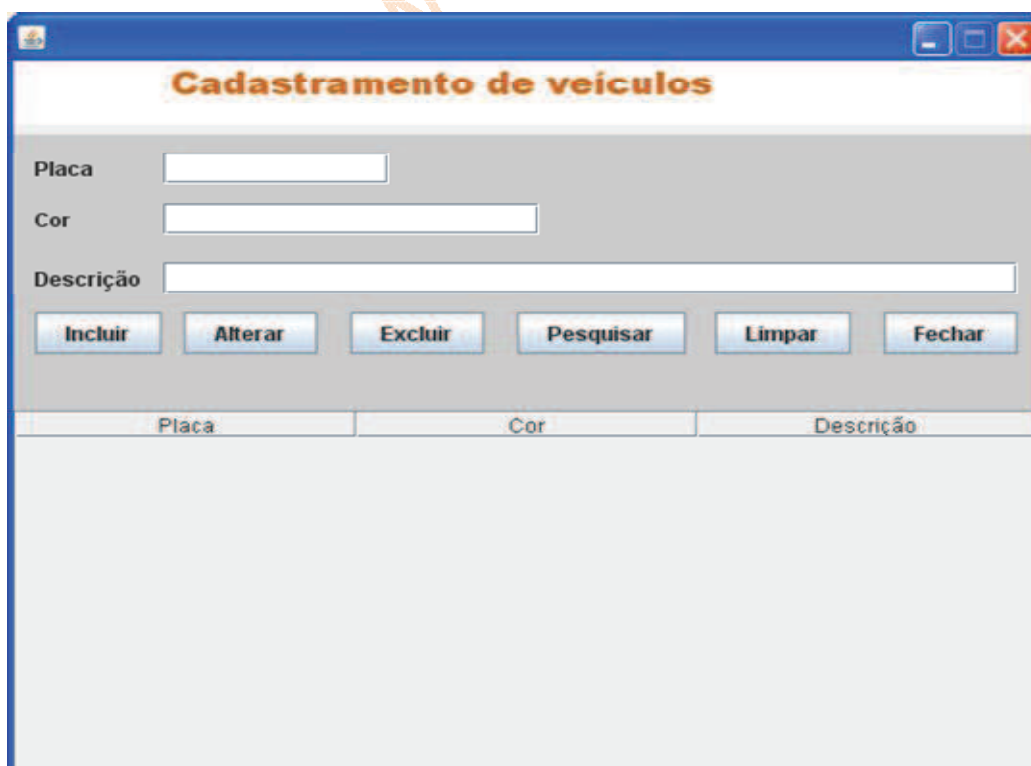 Cadastramento de veículos
Placa
Cor
Descrição
Incluir Alterar Excluir Pesquisar Limpar Fechar
Placa Cor Descrição